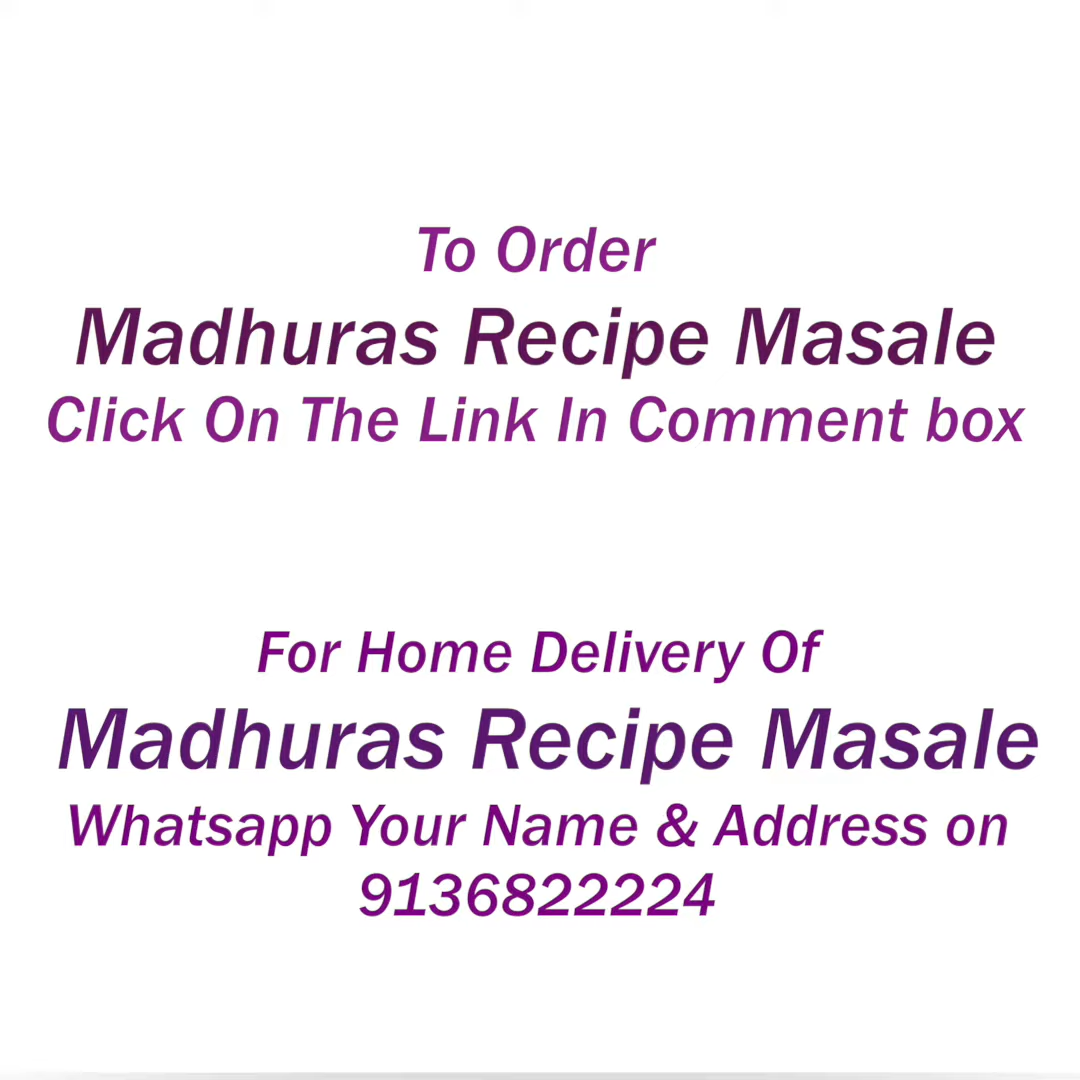 To Order
Madhuras Recipe Masale
Click On The Link In Comment box
For Home Delivery Of
Madhuras Recipe Masale
Whatsapp Your Name & Address on
9136822224